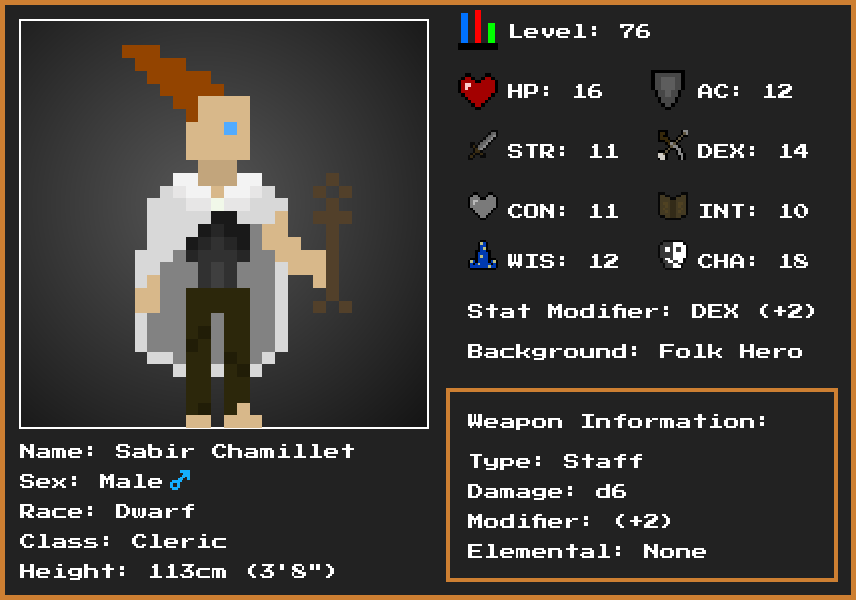 Level: 76
HP: 16
AC: 12
STR: 11
DEX: 14
CON: 11
INT: 10
WIS: 12
CHA: 18
Stat Modifier: DEX (+2)
Background: Folk Hero
Weapon Information:
Type: Staff
Damage: d6
Modifier: (+2)
Elemental: None
Name: Sabir Chamillet
Sex: Male♂
Race: Dwarf
Class: Cleric
Height: 113cm (3'8")